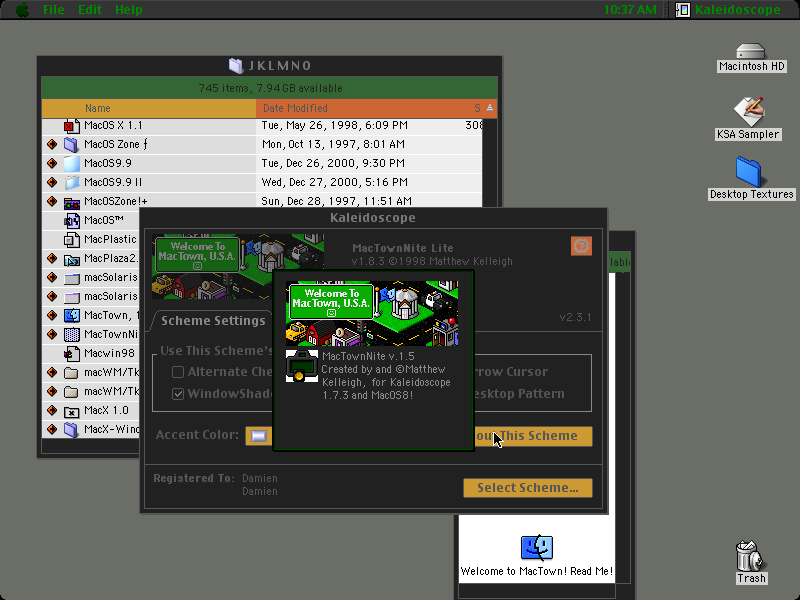 File Edit Help
10:37 AM
Kaleidoscope
JKLMNO
745 items, 7.94 GB available
Name
Date Modified
S
MacOS X 1.1
Tue, May 26, 1998, 6:09 PM
308
MacOS Zone ƒ
Mon, Oct 13, 1997, 8:01 AM
MacOS9.9
Tue, Dec 26, 2000, 9:30 PM
MacOS9.9 II
Wed, Dec 27, 2000, 5:16 PM
MacOSZone!+
Sun, Dec 28, 1997, 11:51 AM
MacOS™
MacPlastic
MacPlaza2.
macSolaris
macSolaris
MacTown, 1
MacTownNi
Macwin98
macWM/Tk
macWM/Tk
MacX 1.0
MacX-Wind
Macintosh HD
KSA Sampler
Desktop Textures
Trash
Kaleidoscope
Welcome To
MacTown, U.S.A.
MacTownNite Lite
v1.8.3 ©1998 Matthew Kelleigh
lable
Scheme Settings
v2.3.1
Use This Scheme's
Alternate Che
rrow Cursor
WindowShad
esktop Pattern
Accent Color:
out This Scheme
Registered To:
Damien
Damien
Select Scheme...
Welcome To
MacTown, U.S.A.
MacTownNite v.1.5
Created by and ©Matthew
Kelleigh, for Kaleidoscope
1.7.3 and MacOS8!
Welcome to MacTown! Read Me!